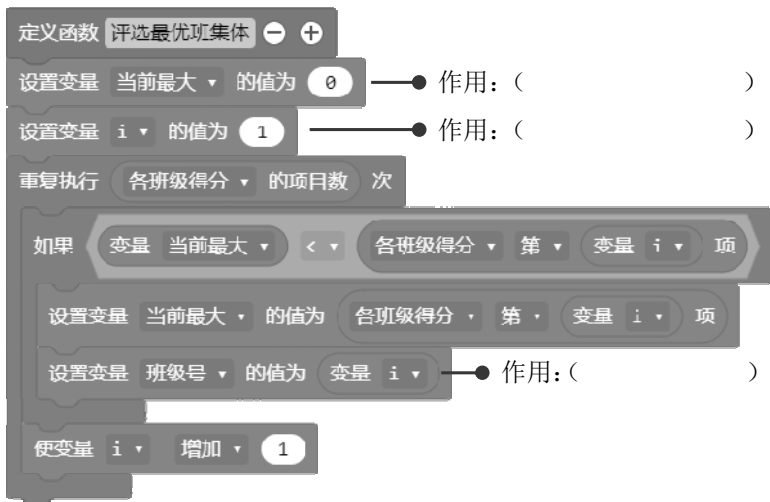 定义函数 评选最优班集体
设置变量 当前最大 的值为 0 作用：（ ）
设置变量 i 的值为 1 作用：（ ）
重复执行 各班级得分 的项目数 次
如果 变量 当前最大 < 各班级得分 第 变量 i 项
设置变量 当前最大 的值为 各班级得分 第 变量 i 项
设置变量 班级号 的值为 变量 i 作用：（ ）
使变量 i 增加 1